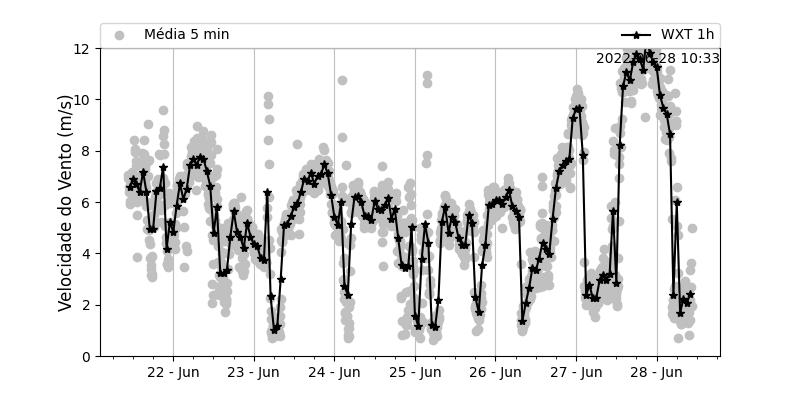 Média 5 min
WXT 1h
2022-06-28 10:33
Velocidade do Vento (m/s)
12
10
8
6
4
2
0
22 - Jun
23 - Jun
24 - Jun
25 - Jun
26 - Jun
27 - Jun
28 - Jun